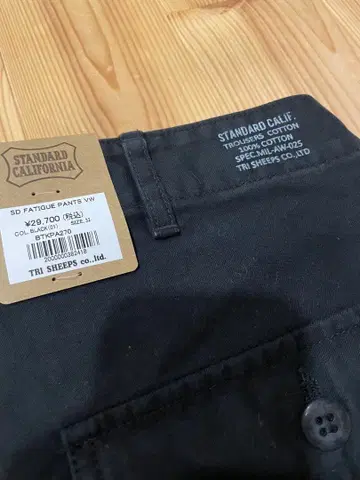 STANDARD
CALIFORNIA
SD FATIGUE PANTS VW
¥29,700 (税込)
COL. BLACK(01) SIZE. 32
BTKPA270
2000000382418
TRI SHEEPS co.,ltd.
STANDARD CALIF.
TROUSERS COTTON
100% COTTON
SPEC.MIL-AW-025
TRI SHEEPS CO.,LTD